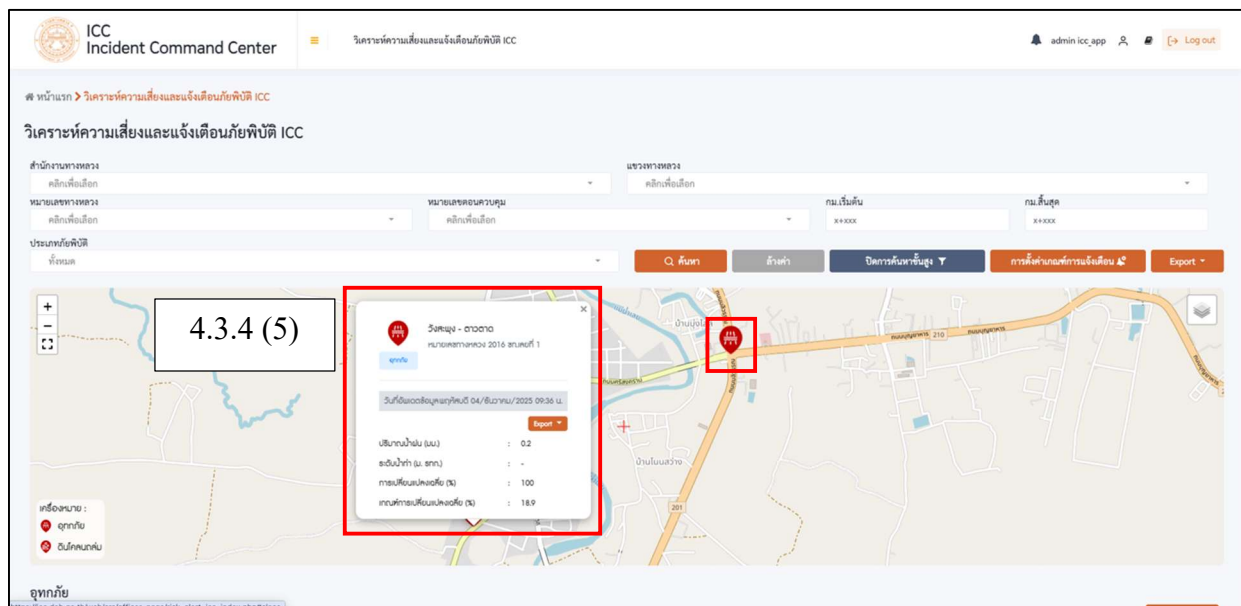 ICC
Incident Command Center
วิเคราะห์ความเสี่ยงและแจ้งเตือนภัยพิบัติ ICC
admin icc_app
Log out
หน้าแรก > วิเคราะห์ความเสี่ยงและแจ้งเตือนภัยพิบัติ ICC
วิเคราะห์ความเสี่ยงและแจ้งเตือนภัยพิบัติ ICC
สำนักงานทางหลวง แขวงทางหลวง
คลิกเพื่อเลือก คลิกเพื่อเลือก
หมายเลขทางหลวง หมายเลขตอนควบคุม กม.เริ่มต้น กม.สิ้นสุด
คลิกเพื่อเลือก คลิกเพื่อเลือก x+xxx x+xxx
ประเภทภัยพิบัติ
ทั้งหมด ค้นหา ล้างค่า ปิดการค้นหาขั้นสูง การตั้งค่าเกณฑ์การแจ้งเตือน Export
+
−
4.3.4 (5)
×
วังสะพุง - ตาวตาด
หมายเลขทางหลวง 2016 สท.เลยที่ 1
อุทกภัย
วันที่อัพเดตข้อมูลพฤหัสบดี 04/ธันวาคม/2025 09:36 น.
Export
ปริมาณน้ำฝน (มม.) : 0.2
ระดับน้ำท่า (ม. รทก.) : -
การเปลี่ยนแปลงเฉลี่ย (%) : 100
เกณฑ์การเปลี่ยนแปลงเฉลี่ย (%) : 18.9
210
บ้านโนนสว่าง
201
เครื่องหมาย :
อุทกภัย
ดินโคลนถล่ม
อุทกภัย